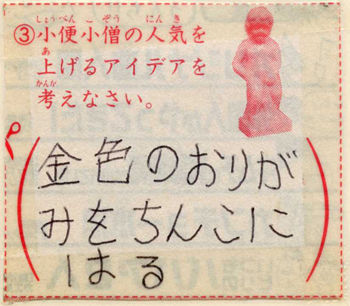 ③小便小僧の人気を
上げるアイデアを
考えなさい。
金色のおりが
みをちんこに
はる